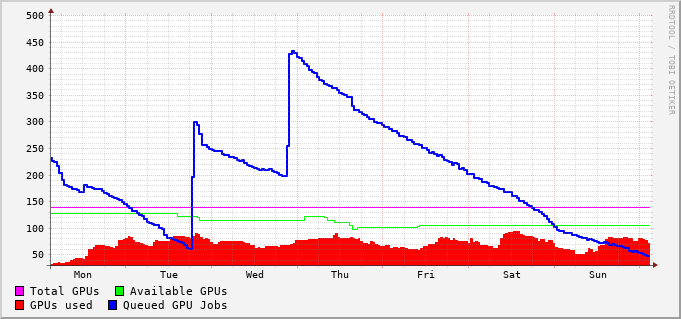 500
450
400
350
300
250
200
150
100
50
Mon Tue Wed Thu Fri Sat Sun
Total GPUs Available GPUs
GPUs used Queued GPU Jobs
RRDTOOL / TOBI OETIKER